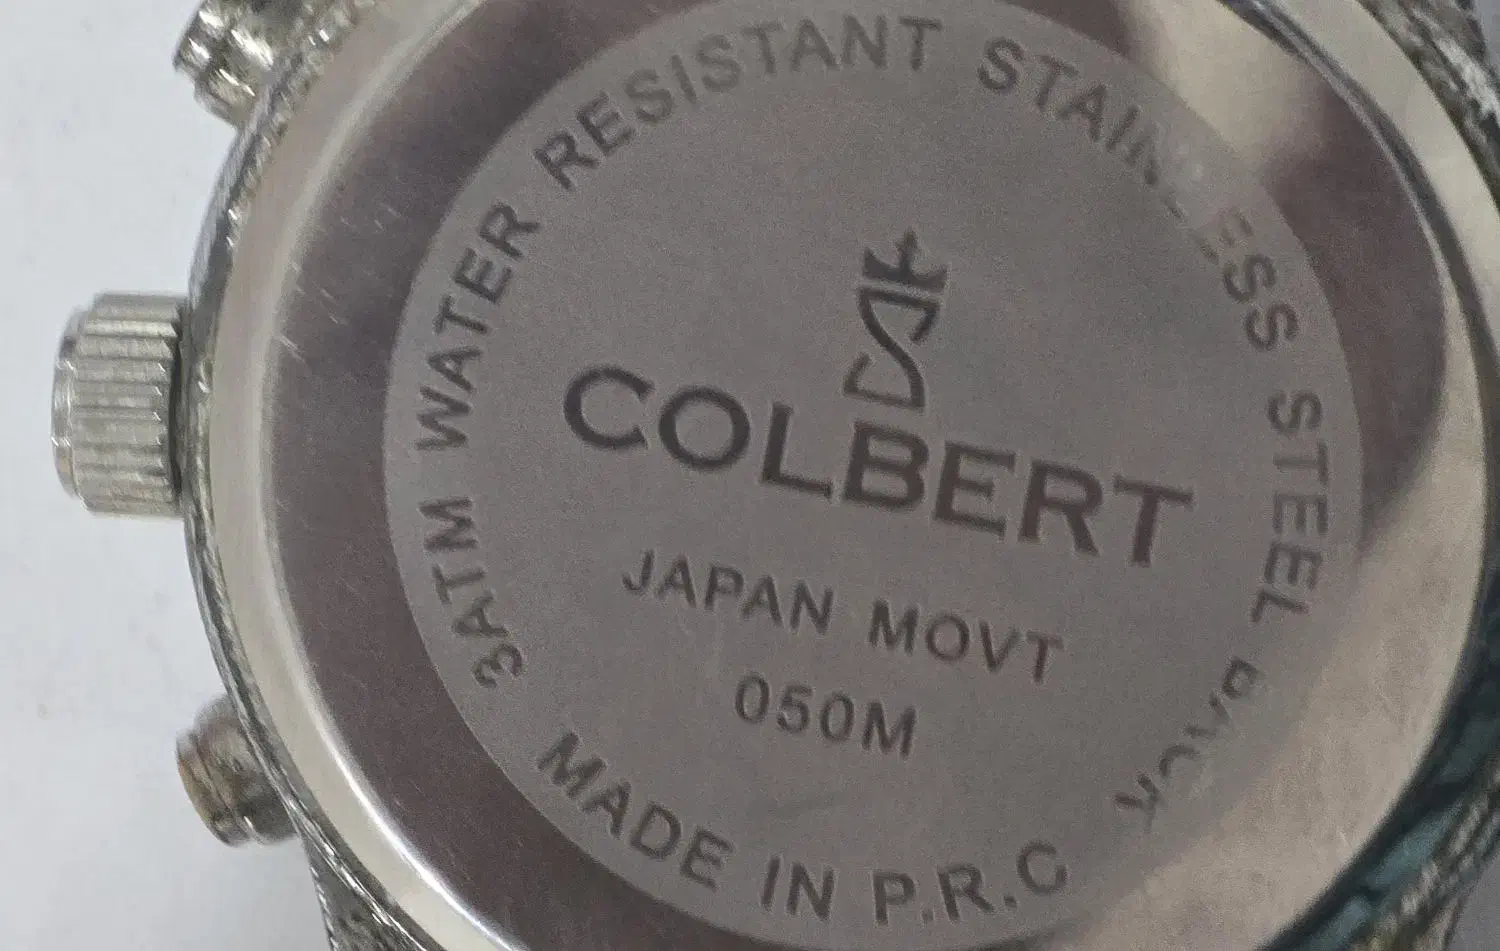 COLBERT
JAPAN MOVT
050M
3ATM WATER RESISTANT STAINLESS STEEL BACK
MADE IN P.R.C